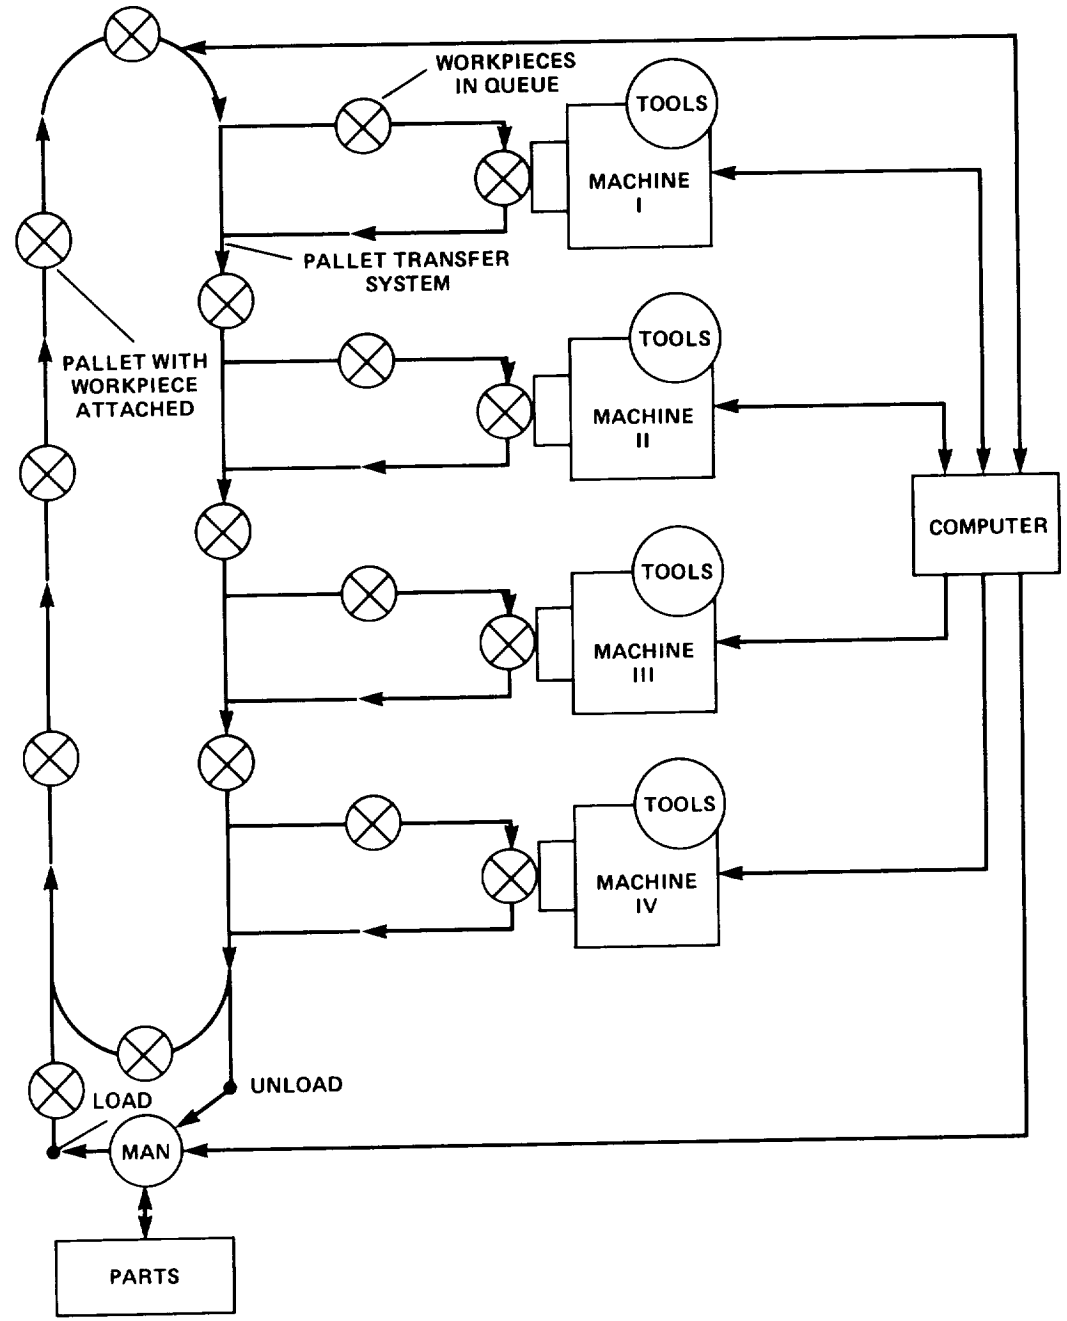 WORKPIECES
IN QUEUE
TOOLS
MACHINE
I
PALLET TRANSFER
SYSTEM
PALLET WITH
WORKPIECE
ATTACHED
TOOLS
MACHINE
II
COMPUTER
TOOLS
MACHINE
III
TOOLS
MACHINE
IV
UNLOAD
LOAD
MAN
PARTS